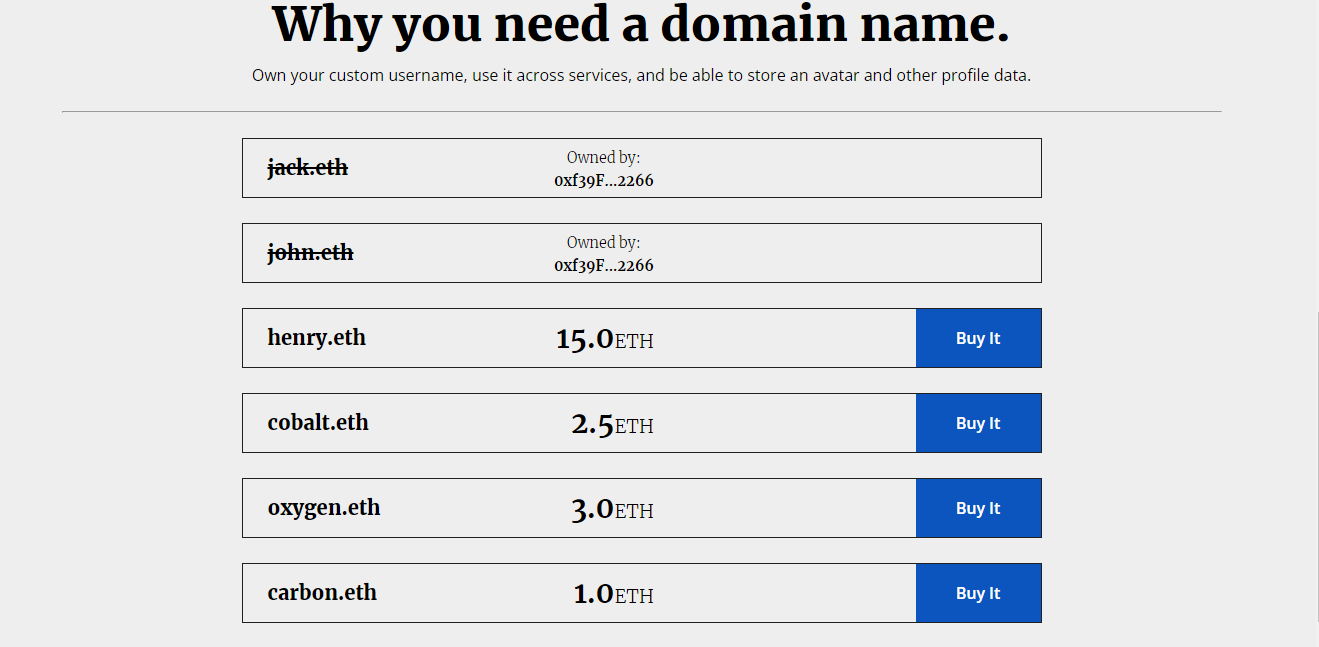 Why you need a domain name.
Own your custom username, use it across services, and be able to store an avatar and other profile data.
jack.eth
Owned by:
0xf39F...2266
john.eth
Owned by:
0xf39F...2266
henry.eth 15.0ETH Buy It
cobalt.eth 2.5ETH Buy It
oxygen.eth 3.0ETH Buy It
carbon.eth 1.0ETH Buy It